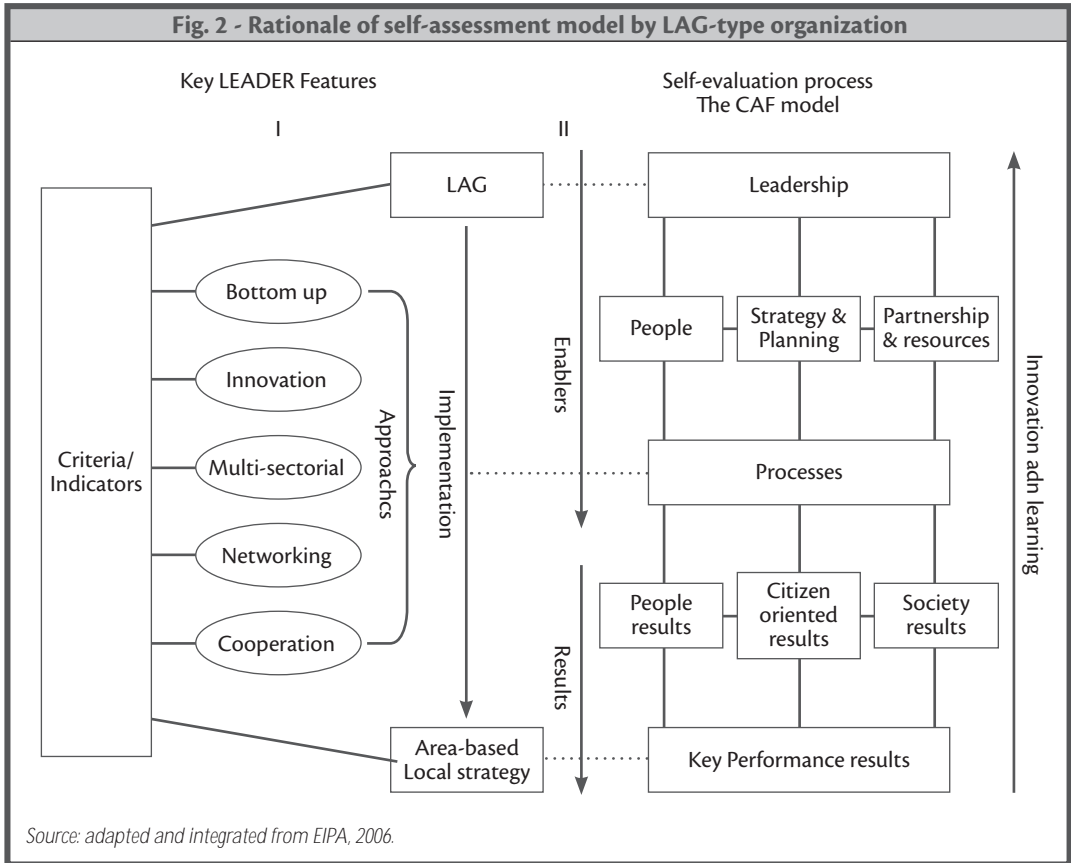 Fig. 2 - Rationale of self-assessment model by LAG-type organization
Key LEADER Features
I
II
Self-evaluation process
The CAF model
Criteria/
Indicators
LAG
Bottom up
Innovation
Multi-sectorial
Networking
Cooperation
Approachcs
Implementation
Area-based
Local strategy
Enablers
Results
Leadership
People
Strategy &
Planning
Partnership
& resources
Processes
People
results
Citizen
oriented
results
Society
results
Key Performance results
Innovation adn learning
Source: adapted and integrated from EIPA, 2006.